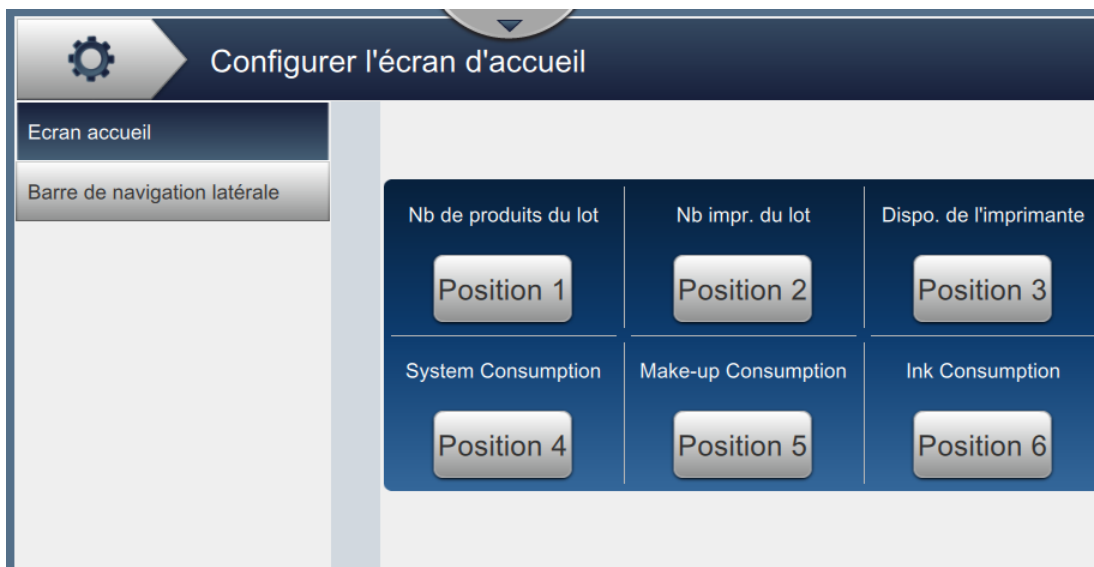 Configurer l'écran d'accueil
Ecran accueil
Barre de navigation latérale
Nb de produits du lot
Nb impr. du lot
Dispo. de l'imprimante
Position 1
Position 2
Position 3
System Consumption
Make-up Consumption
Ink Consumption
Position 4
Position 5
Position 6